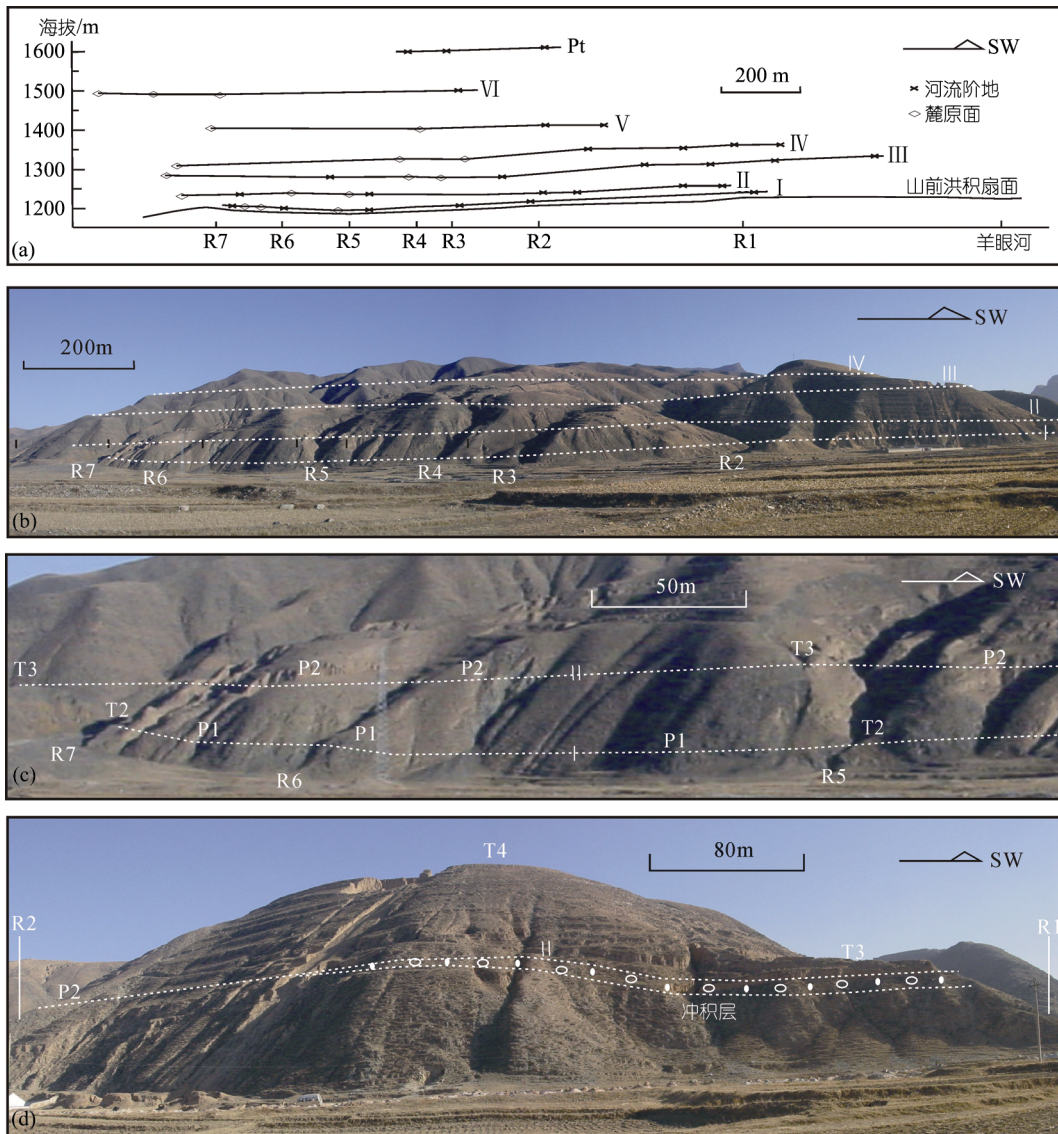 海拔/m
1600 Pt SW
200 m
河流阶地
1500 Ⅵ
麓原面
1400 Ⅴ
Ⅳ
1300 Ⅲ
Ⅱ Ⅰ 山前洪积扇面
1200
R7 R6 R5 R4 R3 R2 R1 羊眼河
(a)
SW
200m
Ⅳ
Ⅲ
Ⅱ
Ⅰ
R7 R6 R5 R4 R3 R2
(b)
50m SW
T3 P2 P2 Ⅱ T3 P2
T2 P1 P1 Ⅰ P1 T2
R7 R6 R5
(c)
T4 80m SW
R2 R1
P2 Ⅱ T3
冲积层
(d)